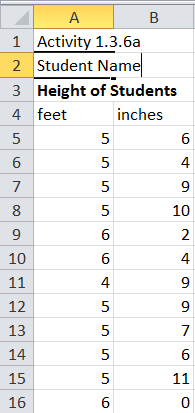 A B
1 Activity 1.3.6a
2 Student Name
3 Height of Students
4 feet inches
5 5 6
6 5 4
7 5 9
8 5 10
9 6 2
10 6 4
11 4 9
12 5 9
13 5 7
14 5 6
15 5 11
16 6 0